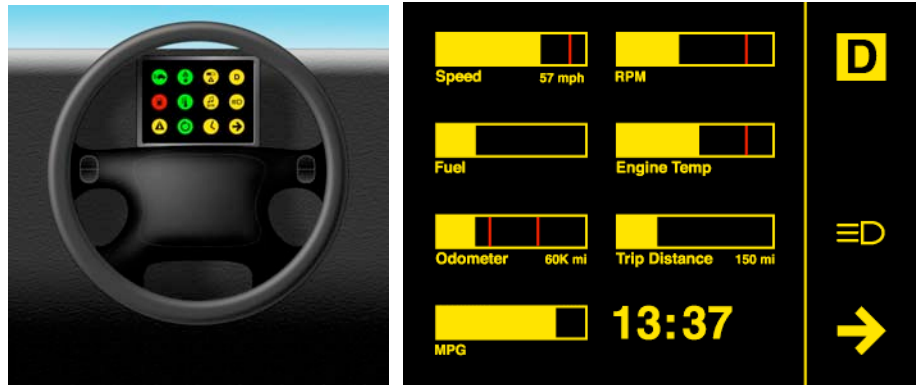 D
Speed 57 mph
RPM
D
Fuel
Engine Temp
Odometer 60K mi
Trip Distance 150 mi
MPG
13:37